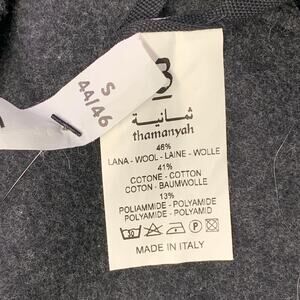 S
44/46
ثمانية
thamanyah
46%
LANA - WOOL - LAINE - WOLLE
41%
COTONE - COTTON
COTON - BAUMWOLLE
13%
POLIAMMIDE - POLYAMIDE
POLYAMIDE - POLYAMID
MADE IN ITALY